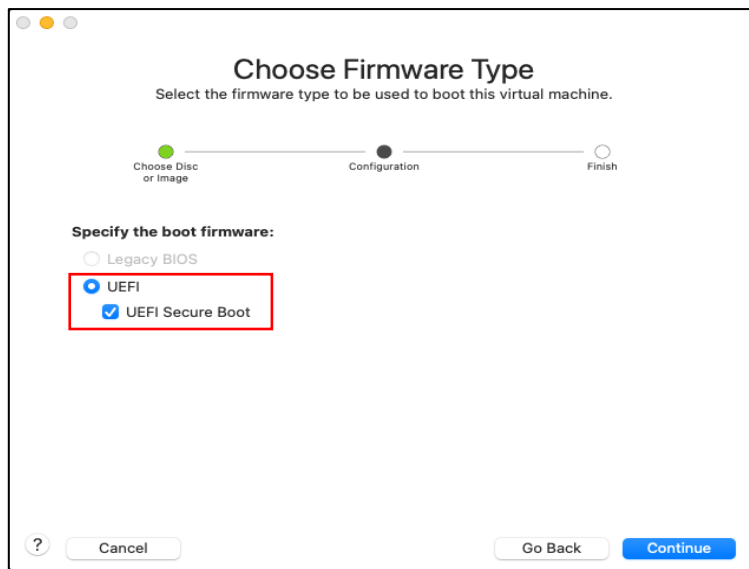 Choose Firmware Type
Select the firmware type to be used to boot this virtual machine.
Choose Disc
or Image
Configuration
Finish
Specify the boot firmware:
Legacy BIOS
UEFI
UEFI Secure Boot
?
Cancel
Go Back
Continue